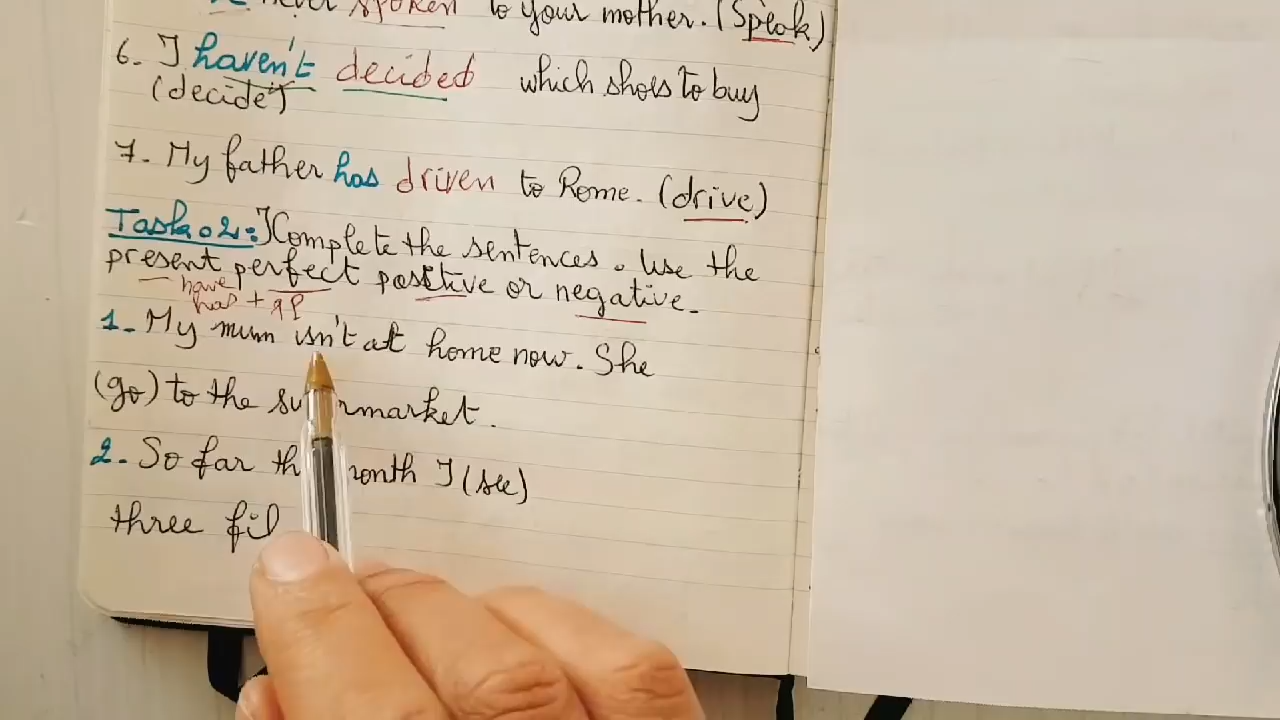 never spoken to your mother. (Speak)
6. I haven't decided which shoes to buy
(decide)
7. My father has driven to Rome. (drive)
Task 02: Complete the sentences. Use the
present perfect positive or negative.
have
has + pp
1. My mum isn't at home now. She
(go) to the su rmarket.
2. So far th month I (see)
three fil